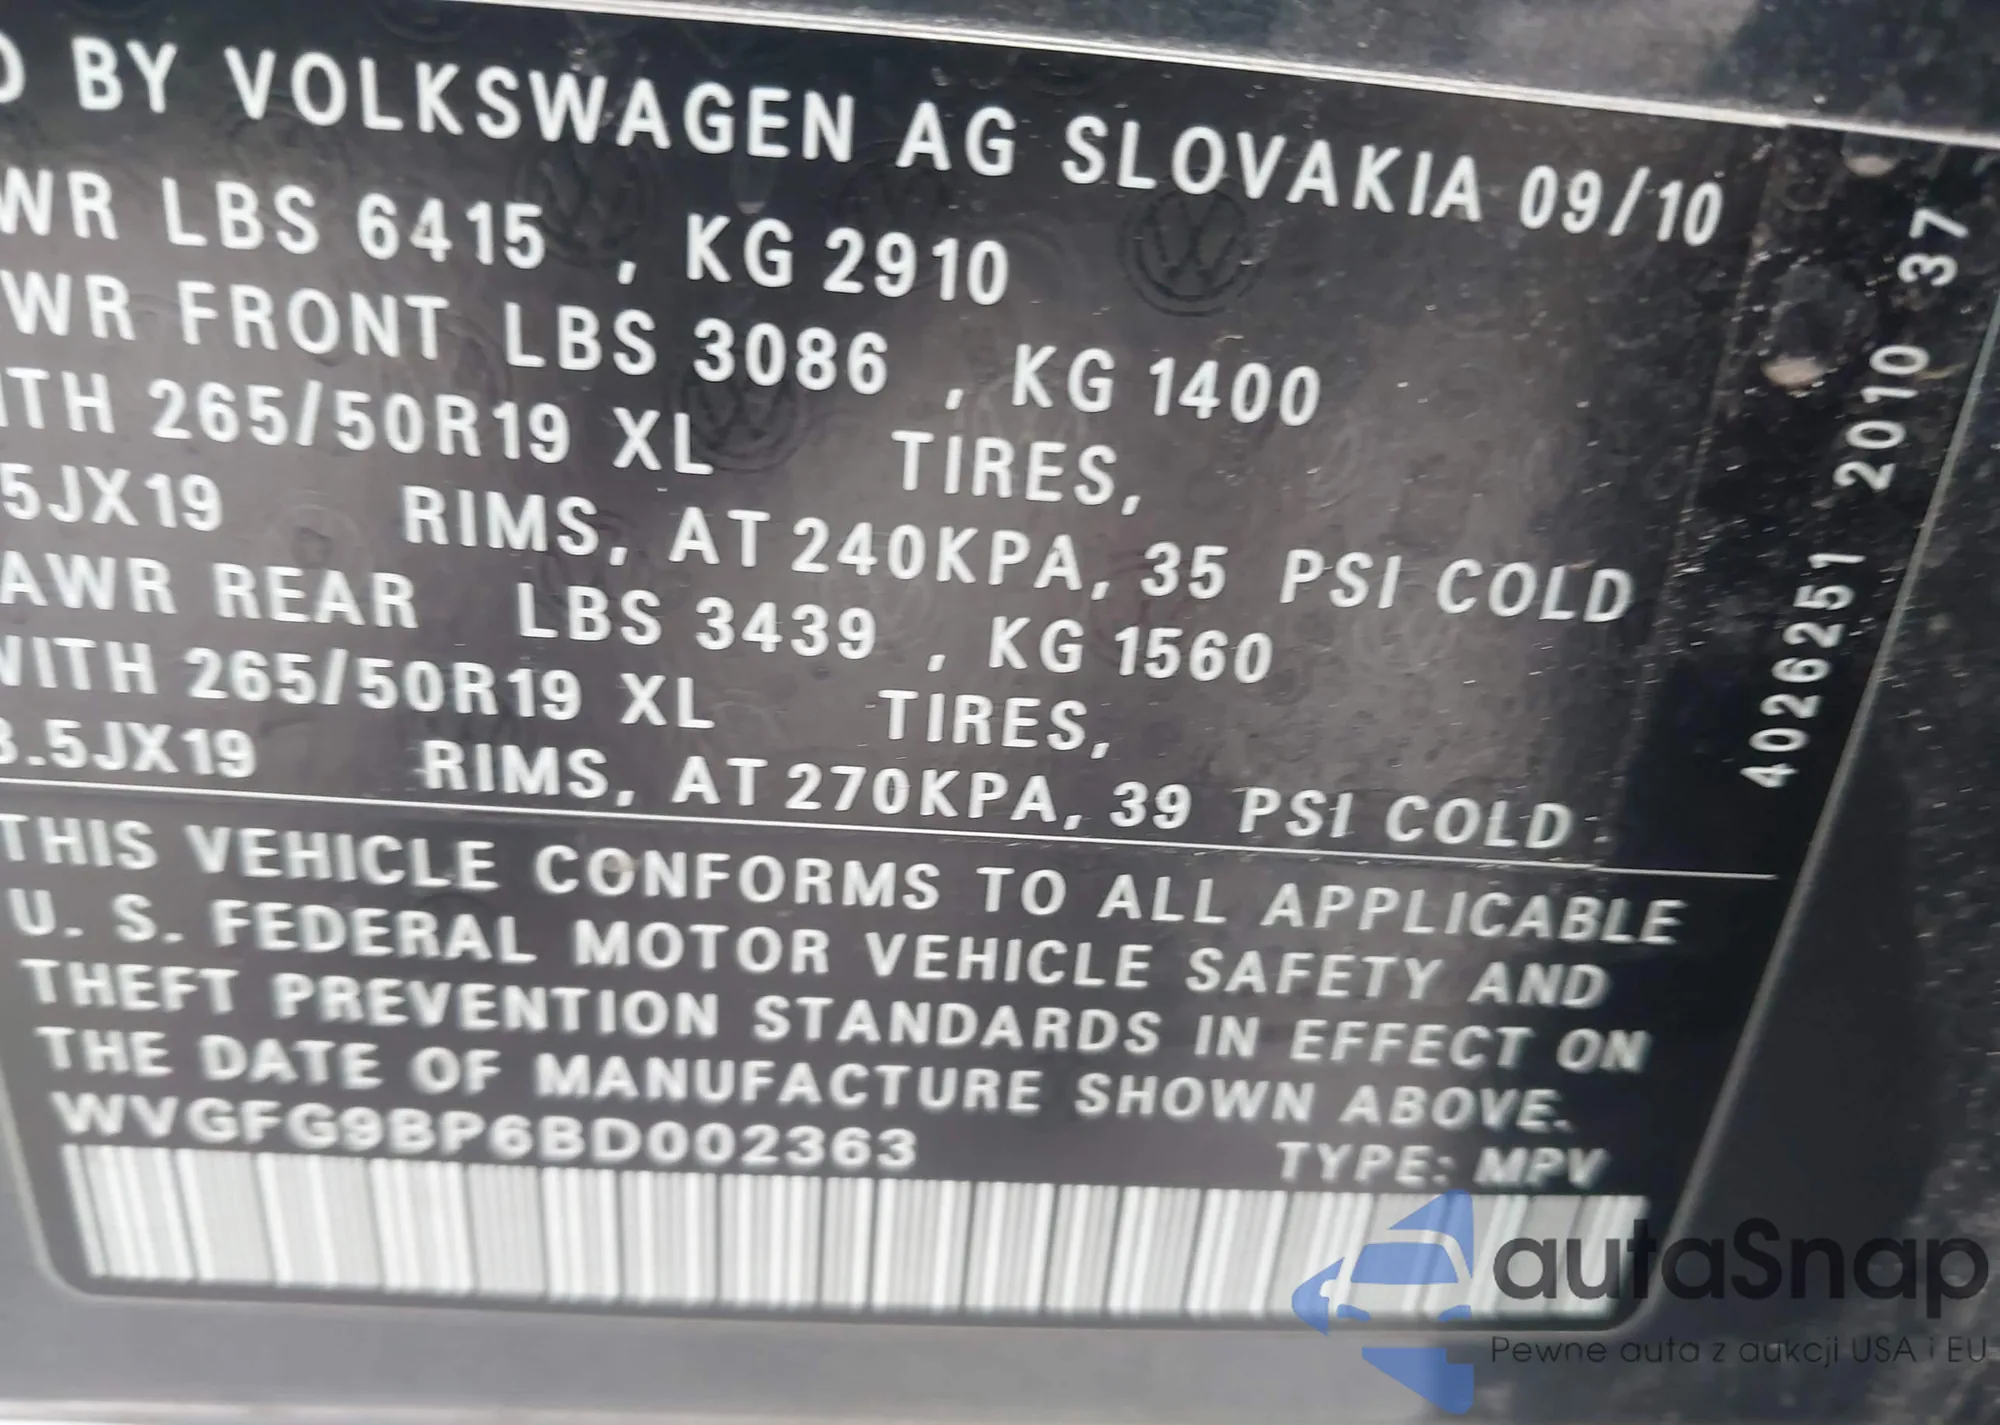 D BY VOLKSWAGEN AG SLOVAKIA 09/10
WR LBS 6415 , KG 2910
WR FRONT LBS 3086 , KG 1400
ITH 265/50R19 XL TIRES,
5JX19 RIMS, AT 240KPA, 35 PSI COLD
AWR REAR LBS 3439 , KG 1560
WITH 265/50R19 XL TIRES,
8.5JX19 RIMS, AT 270KPA, 39 PSI COLD
THIS VEHICLE CONFORMS TO ALL APPLICABLE
U. S. FEDERAL MOTOR VEHICLE SAFETY AND
THEFT PREVENTION STANDARDS IN EFFECT ON
THE DATE OF MANUFACTURE SHOWN ABOVE.
WVGFG9BP6BD002363 TYPE: MPV
4026251 2010 37
autaSnap
Pewne auta z aukcji USA i EU